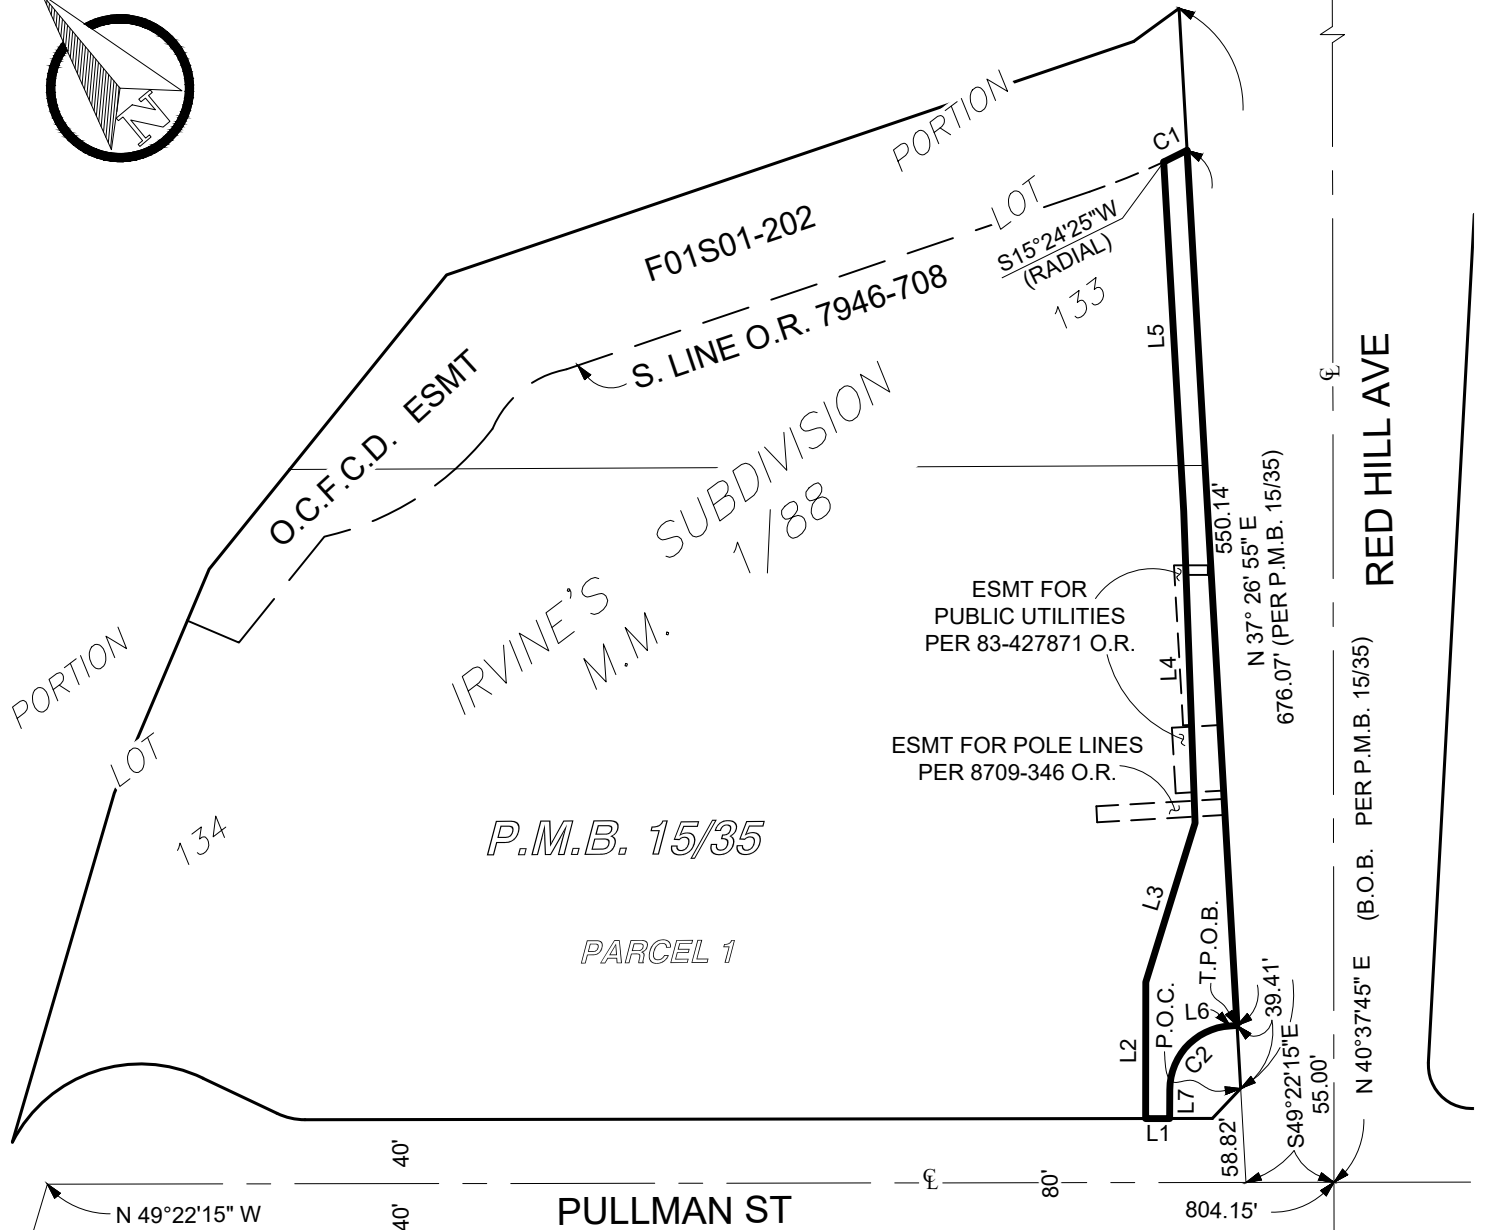 N
PORTION
LOT
133
C1
F01S01-202
S. LINE O.R. 7946-708
S15°24'25"W
(RADIAL)
O.C.F.C.D. ESMT
L5
IRVINE'S SUBDIVISION
M.M. 1/88
℄
RED HILL AVE
550.14'
N 37° 26' 55" E
676.07' (PER P.M.B. 15/35)
ESMT FOR
PUBLIC UTILITIES
PER 83-427871 O.R.
L4
ESMT FOR POLE LINES
PER 8709-346 O.R.
PORTION
LOT
134
P.M.B. 15/35
PARCEL 1
L3
T.P.O.B.
P.O.C.
L6
39.41'
C2
L2
L7
L1
S49°22'15"E
55.00'
N 40°37'45" E (B.O.B. PER P.M.B. 15/35)
58.82'
40'
40'
80'
℄
N 49°22'15" W
PULLMAN ST
804.15'